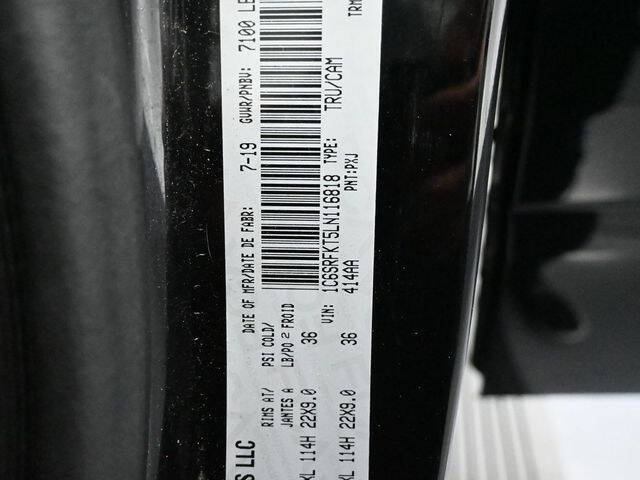 S LLC
DATE OF MFR/DATE DE FABR: 7-19 GVWR/PNBV: 7100 LB
RIMS AT/ PSI COLD/
JANTES A LB/PO 2 FROID
XL 114H 22X9.0 36
VIN: 1C6SRFKT5LN116818 TYPE: TRU/CAM
XL 114H 22X9.0 36 414AA PNT:PXJ TRM